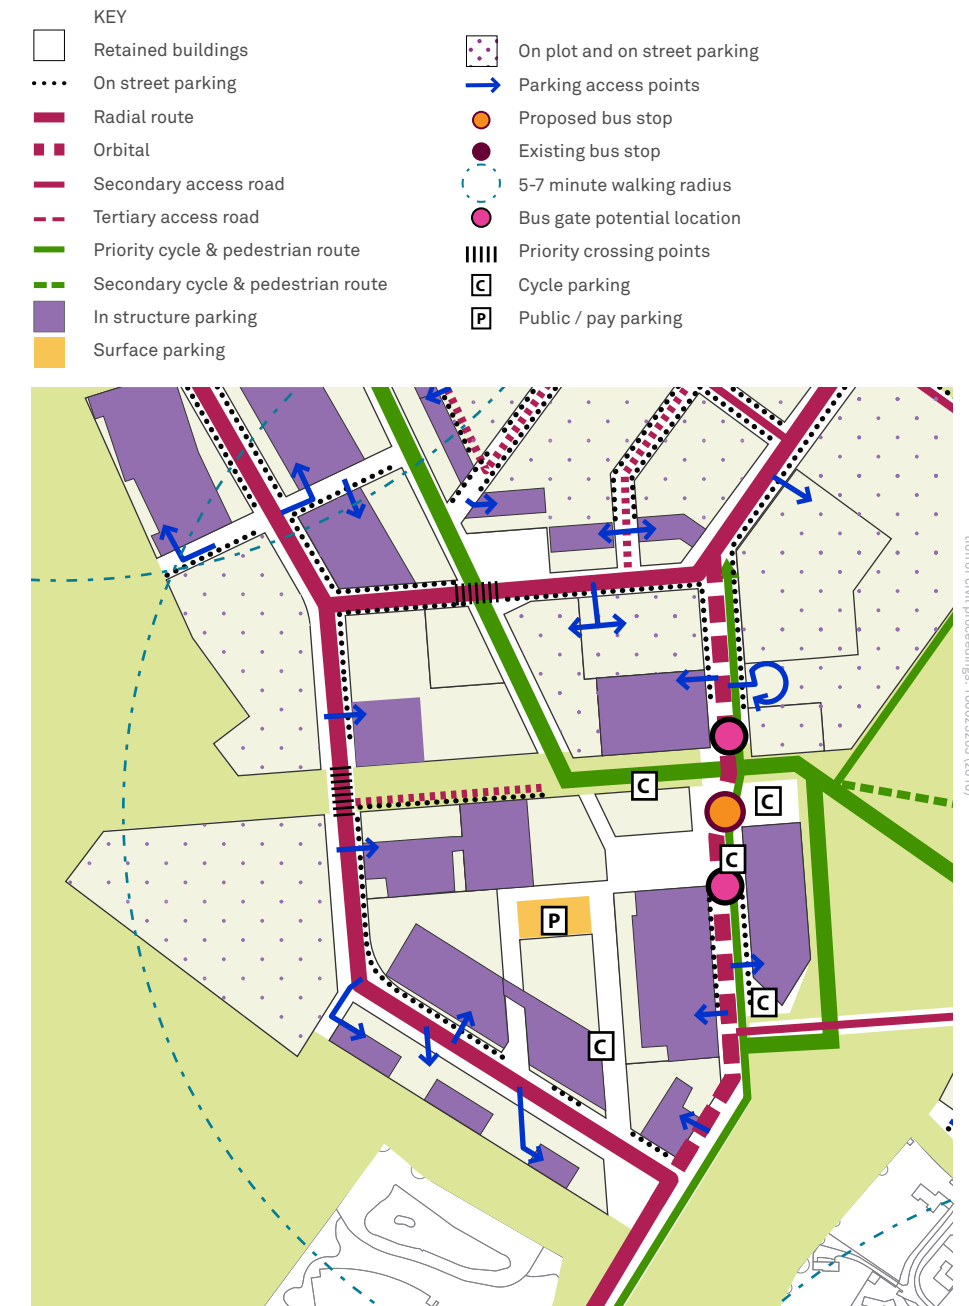 KEY
Retained buildings
On street parking
Radial route
Orbital
Secondary access road
Tertiary access road
Priority cycle & pedestrian route
Secondary cycle & pedestrian route
In structure parking
Surface parking
On plot and on street parking
Parking access points
Proposed bus stop
Existing bus stop
5-7 minute walking radius
Bus gate potential location
Priority crossing points
C Cycle parking
P Public / pay parking
C
C
C
P
C
C